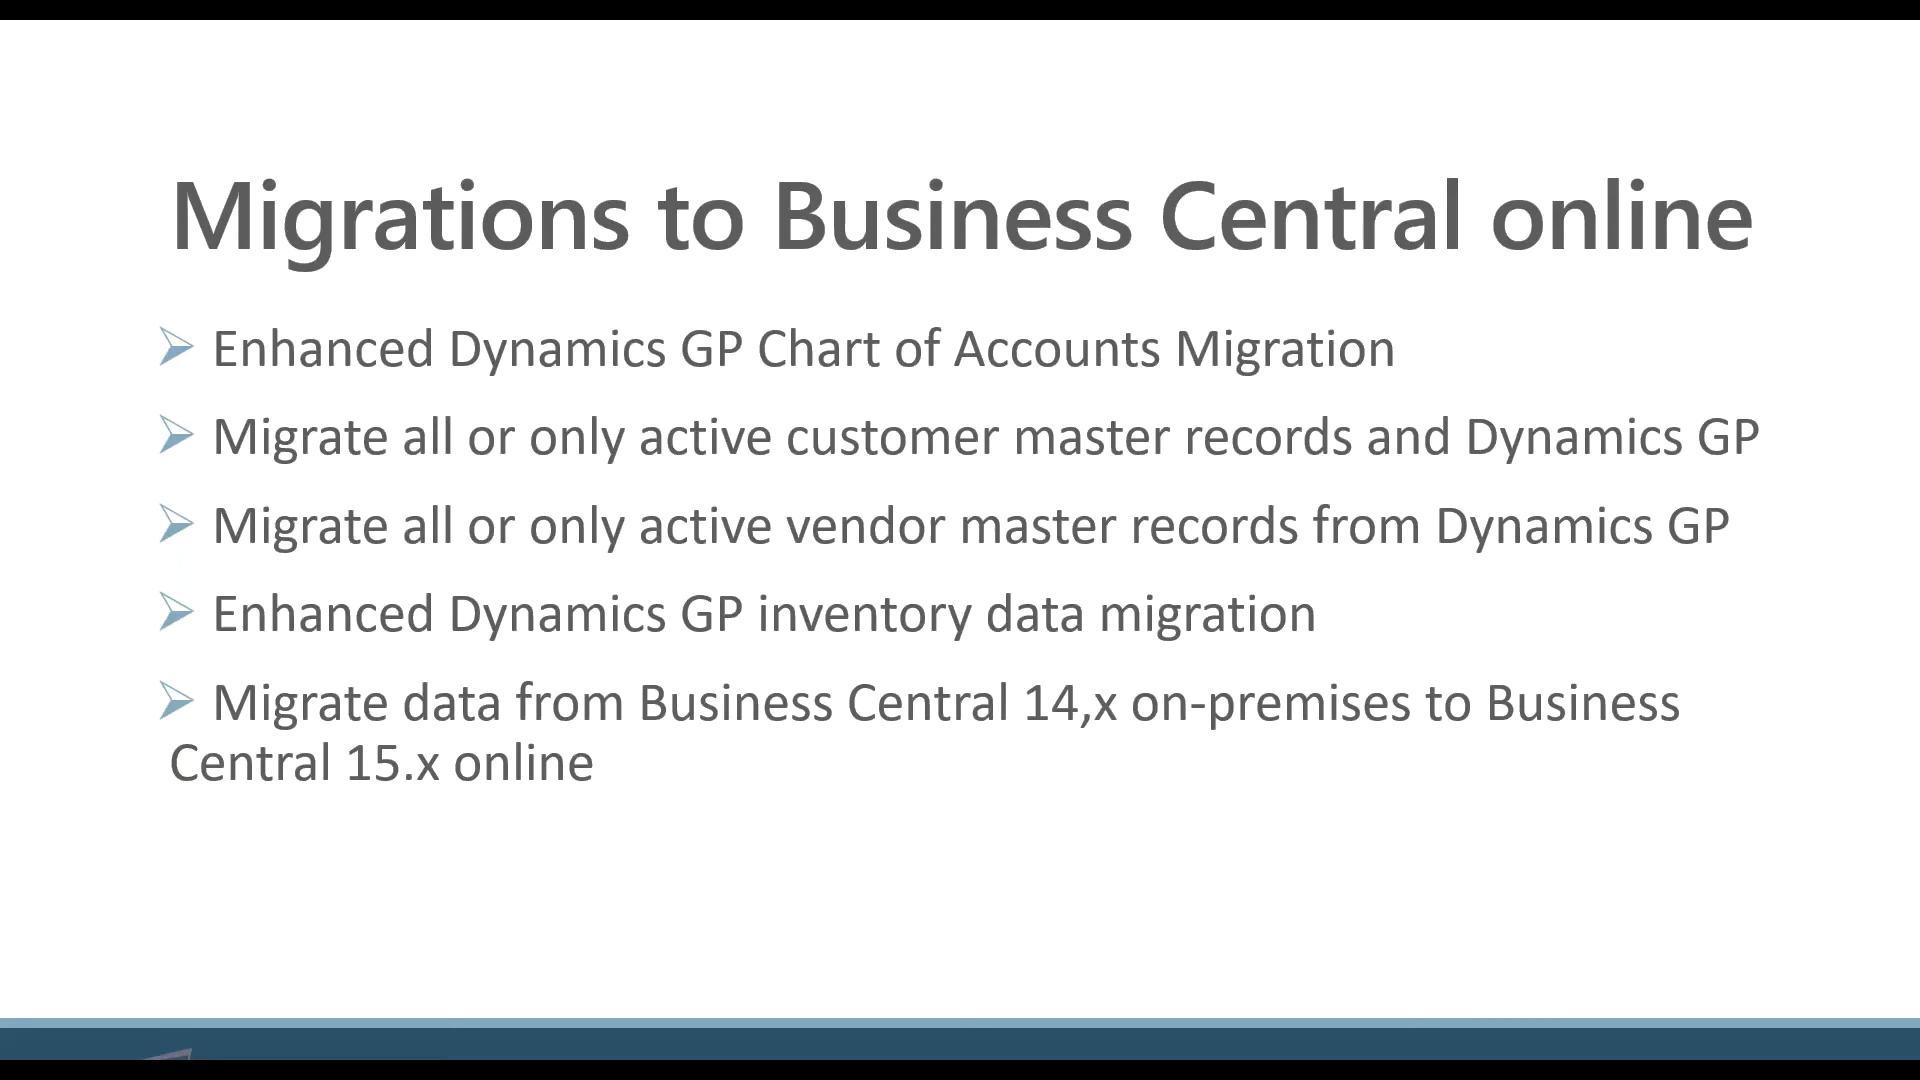 Migrations to Business Central online
Enhanced Dynamics GP Chart of Accounts Migration
Migrate all or only active customer master records and Dynamics GP
Migrate all or only active vendor master records from Dynamics GP
Enhanced Dynamics GP inventory data migration
Migrate data from Business Central 14,x on-premises to Business
Central 15.x online